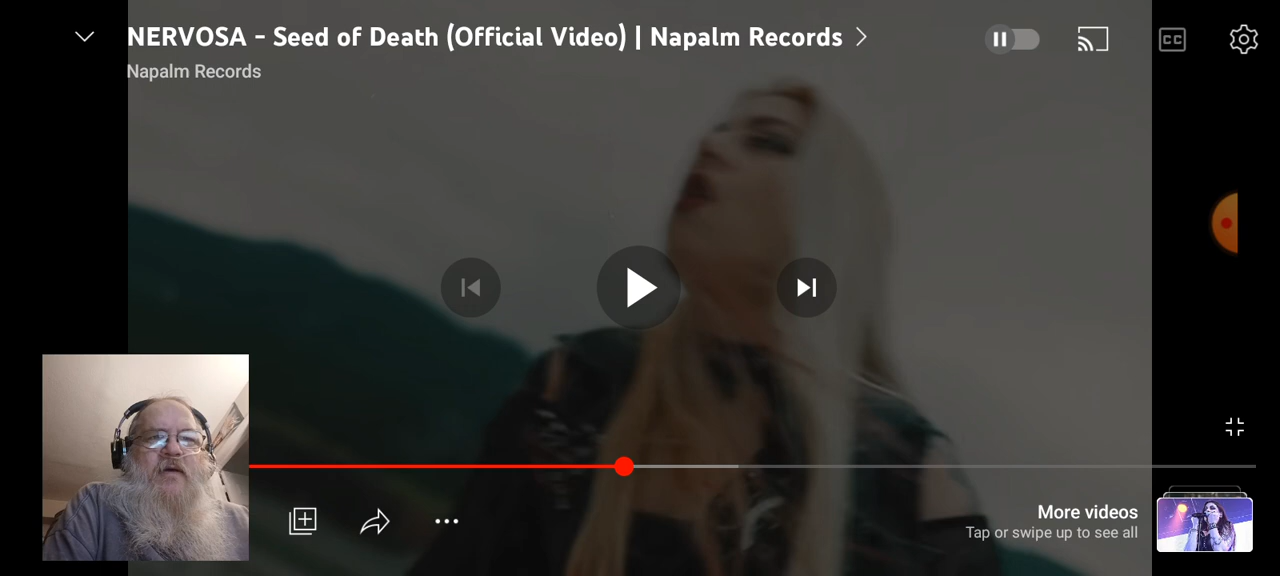 NERVOSA - Seed of Death (Official Video) | Napalm Records
Napalm Records
CC
More videos
Tap or swipe up to see all